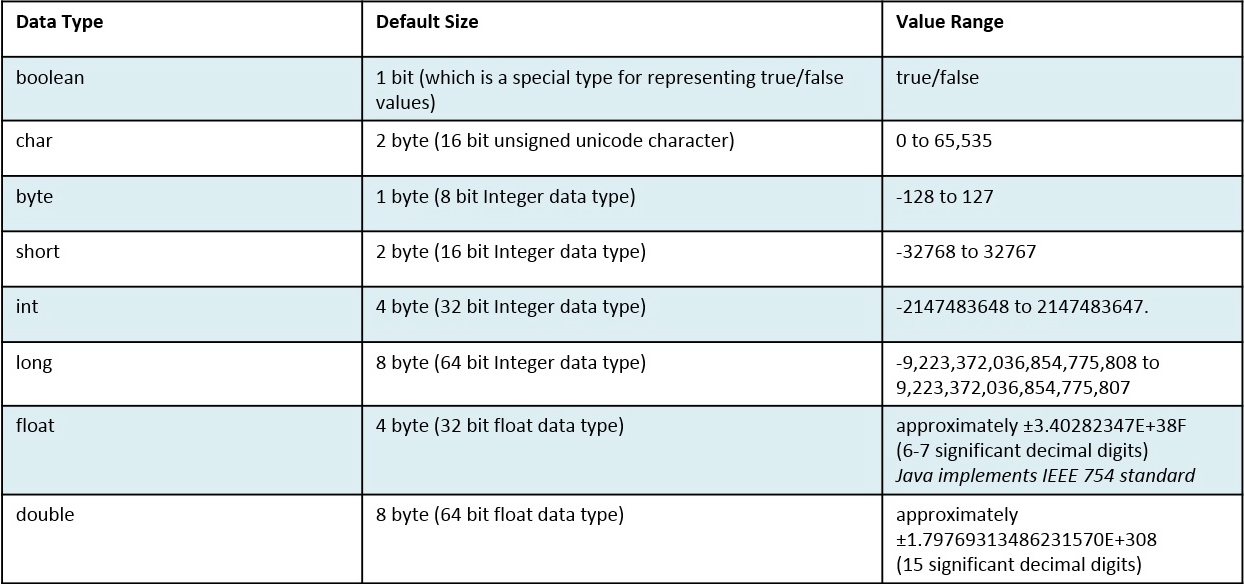 Data Type Default Size Value Range
boolean 1 bit (which is a special type for representing true/false values) true/false
char 2 byte (16 bit unsigned unicode character) 0 to 65,535
byte 1 byte (8 bit Integer data type) -128 to 127
short 2 byte (16 bit Integer data type) -32768 to 32767
int 4 byte (32 bit Integer data type) -2147483648 to 2147483647.
long 8 byte (64 bit Integer data type) -9,223,372,036,854,775,808 to
9,223,372,036,854,775,807
float 4 byte (32 bit float data type) approximately ±3.40282347E+38F
(6-7 significant decimal digits)
Java implements IEEE 754 standard
double 8 byte (64 bit float data type) approximately
±1.79769313486231570E+308
(15 significant decimal digits)